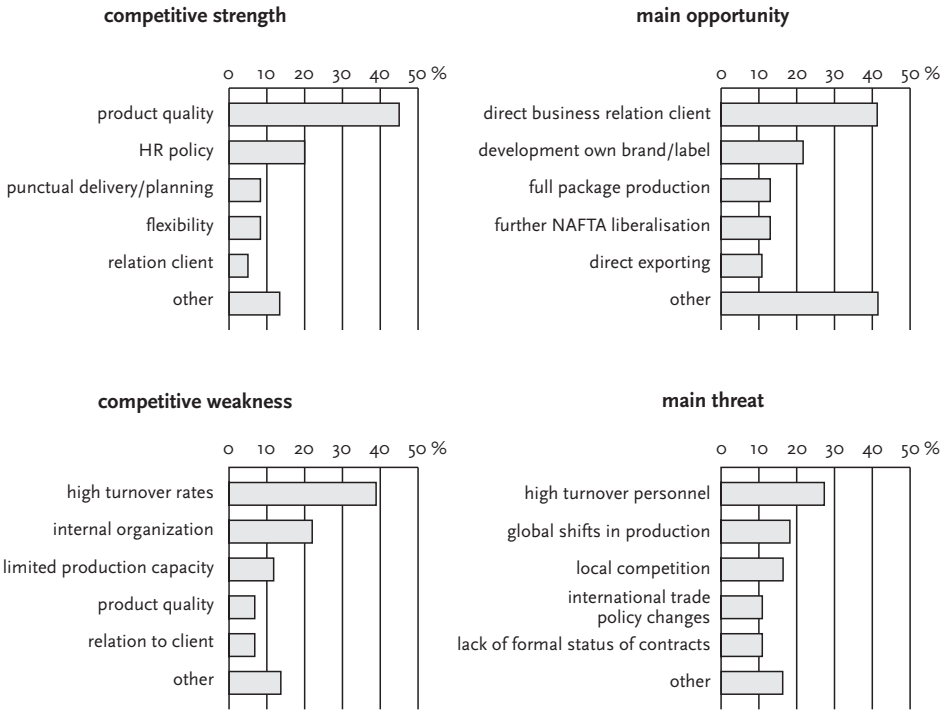 competitive strength
0 10 20 30 40 50 %
product quality
HR policy
punctual delivery/planning
flexibility
relation client
other
main opportunity
0 10 20 30 40 50 %
direct business relation client
development own brand/label
full package production
further NAFTA liberalisation
direct exporting
other
competitive weakness
0 10 20 30 40 50 %
high turnover rates
internal organization
limited production capacity
product quality
relation to client
other
main threat
0 10 20 30 40 50 %
high turnover personnel
global shifts in production
local competition
international trade
policy changes
lack of formal status of contracts
other